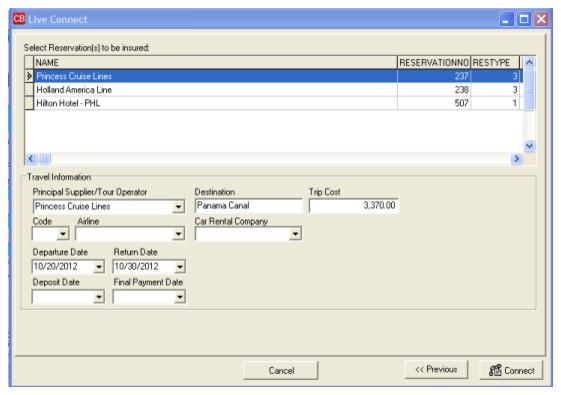 CB Live Connect
Select Reservation(s) to be insured:
NAME RESERVATIONNO RESTYPE
Princess Cruise Lines 237 3
Holland America Line 238 3
Hilton Hotel - PHL 507 1
Travel Information
Principal Supplier/Tour Operator Destination Trip Cost
Princess Cruise Lines Panama Canal 3,370.00
Code Airline Car Rental Company
Departure Date Return Date
10/20/2012 10/30/2012
Deposit Date Final Payment Date
Cancel << Previous Connect